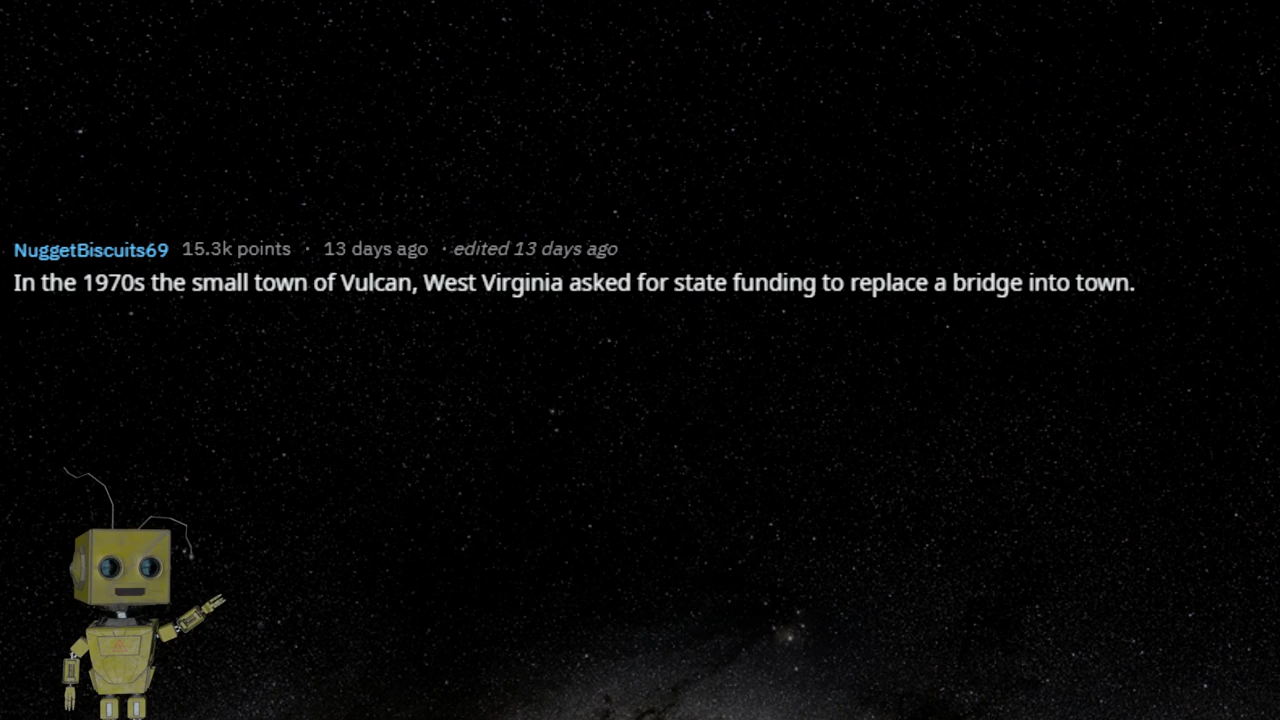 NuggetBiscuits69 15.3k points · 13 days ago · edited 13 days ago
In the 1970s the small town of Vulcan, West Virginia asked for state funding to replace a bridge into town.